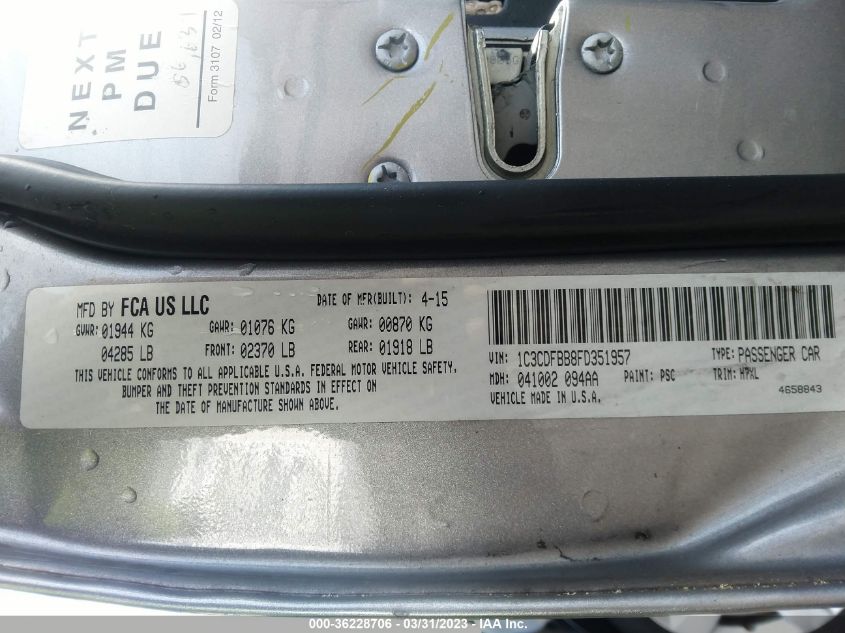 NEXT
PM
DUE
Form 3107 02/12
MFD BY FCA US LLC
DATE OF MFR(BUILT): 4-15
GVWR: 01944 KG
GAWR: 01076 KG
GAWR: 00870 KG
04285 LB
FRONT: 02370 LB
REAR: 01918 LB
THIS VEHICLE CONFORMS TO ALL APPLICABLE U.S.A. FEDERAL MOTOR VEHICLE SAFETY,
BUMPER AND THEFT PREVENTION STANDARDS IN EFFECT ON
THE DATE OF MANUFACTURE SHOWN ABOVE.
VIN: 1C3CDFBB8FD351957
TYPE: PASSENGER CAR
MDH: 041002 094AA
PAINT: PSC
TRIM: H7XL
VEHICLE MADE IN U.S.A.
4658843
000-36228706 - 03/31/2023 - IAA Inc.